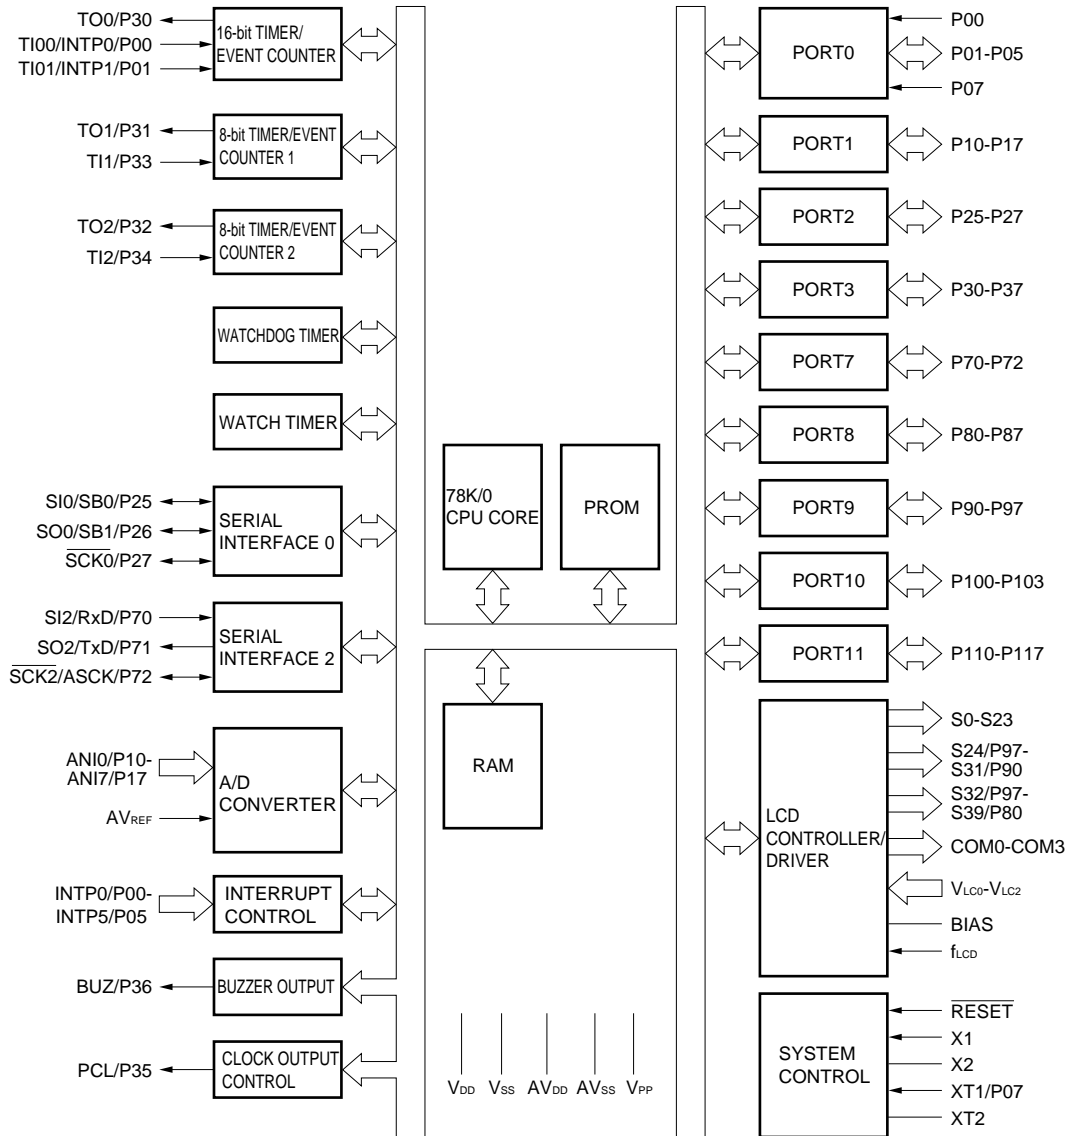 TO0/P30
TI00/INTP0/P00
TI01/INTP1/P01
16-bit TIMER/
EVENT COUNTER
TO1/P31
TI1/P33
8-bit TIMER/EVENT
COUNTER 1
TO2/P32
TI2/P34
8-bit TIMER/EVENT
COUNTER 2
WATCHDOG TIMER
WATCH TIMER
SI0/SB0/P25
SO0/SB1/P26
SCK0/P27
SERIAL
INTERFACE 0
SI2/RxD/P70
SO2/TxD/P71
SCK2/ASCK/P72
SERIAL
INTERFACE 2
ANI0/P10-
ANI7/P17
AVREF
A/D
CONVERTER
INTP0/P00-
INTP5/P05
INTERRUPT
CONTROL
BUZ/P36
BUZZER OUTPUT
PCL/P35
CLOCK OUTPUT
CONTROL
78K/0
CPU CORE
PROM
RAM
VDD VSS AVDD AVSS VPP
PORT0
P00
P01-P05
P07
PORT1
P10-P17
PORT2
P25-P27
PORT3
P30-P37
PORT7
P70-P72
PORT8
P80-P87
PORT9
P90-P97
PORT10
P100-P103
PORT11
P110-P117
LCD
CONTROLLER/
DRIVER
S0-S23
S24/P97-
S31/P90
S32/P97-
S39/P80
COM0-COM3
VLC0-VLC2
BIAS
fLCD
SYSTEM
CONTROL
RESET
X1
X2
XT1/P07
XT2